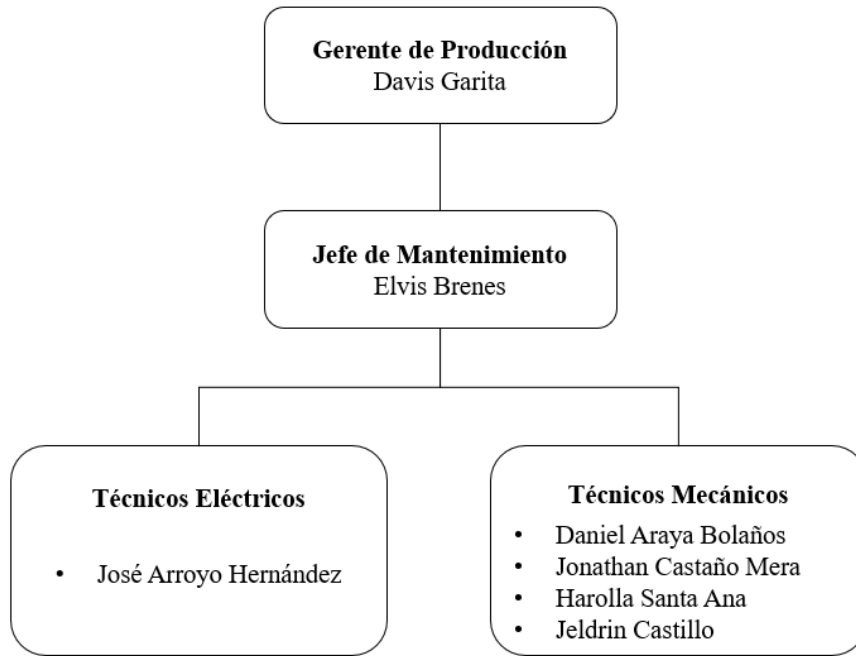 Gerente de Producción
Davis Garita
Jefe de Mantenimiento
Elvis Brenes
Técnicos Eléctricos
• José Arroyo Hernández
Técnicos Mecánicos
• Daniel Araya Bolaños
• Jonathan Castaño Mera
• Harolla Santa Ana
• Jeldrin Castillo